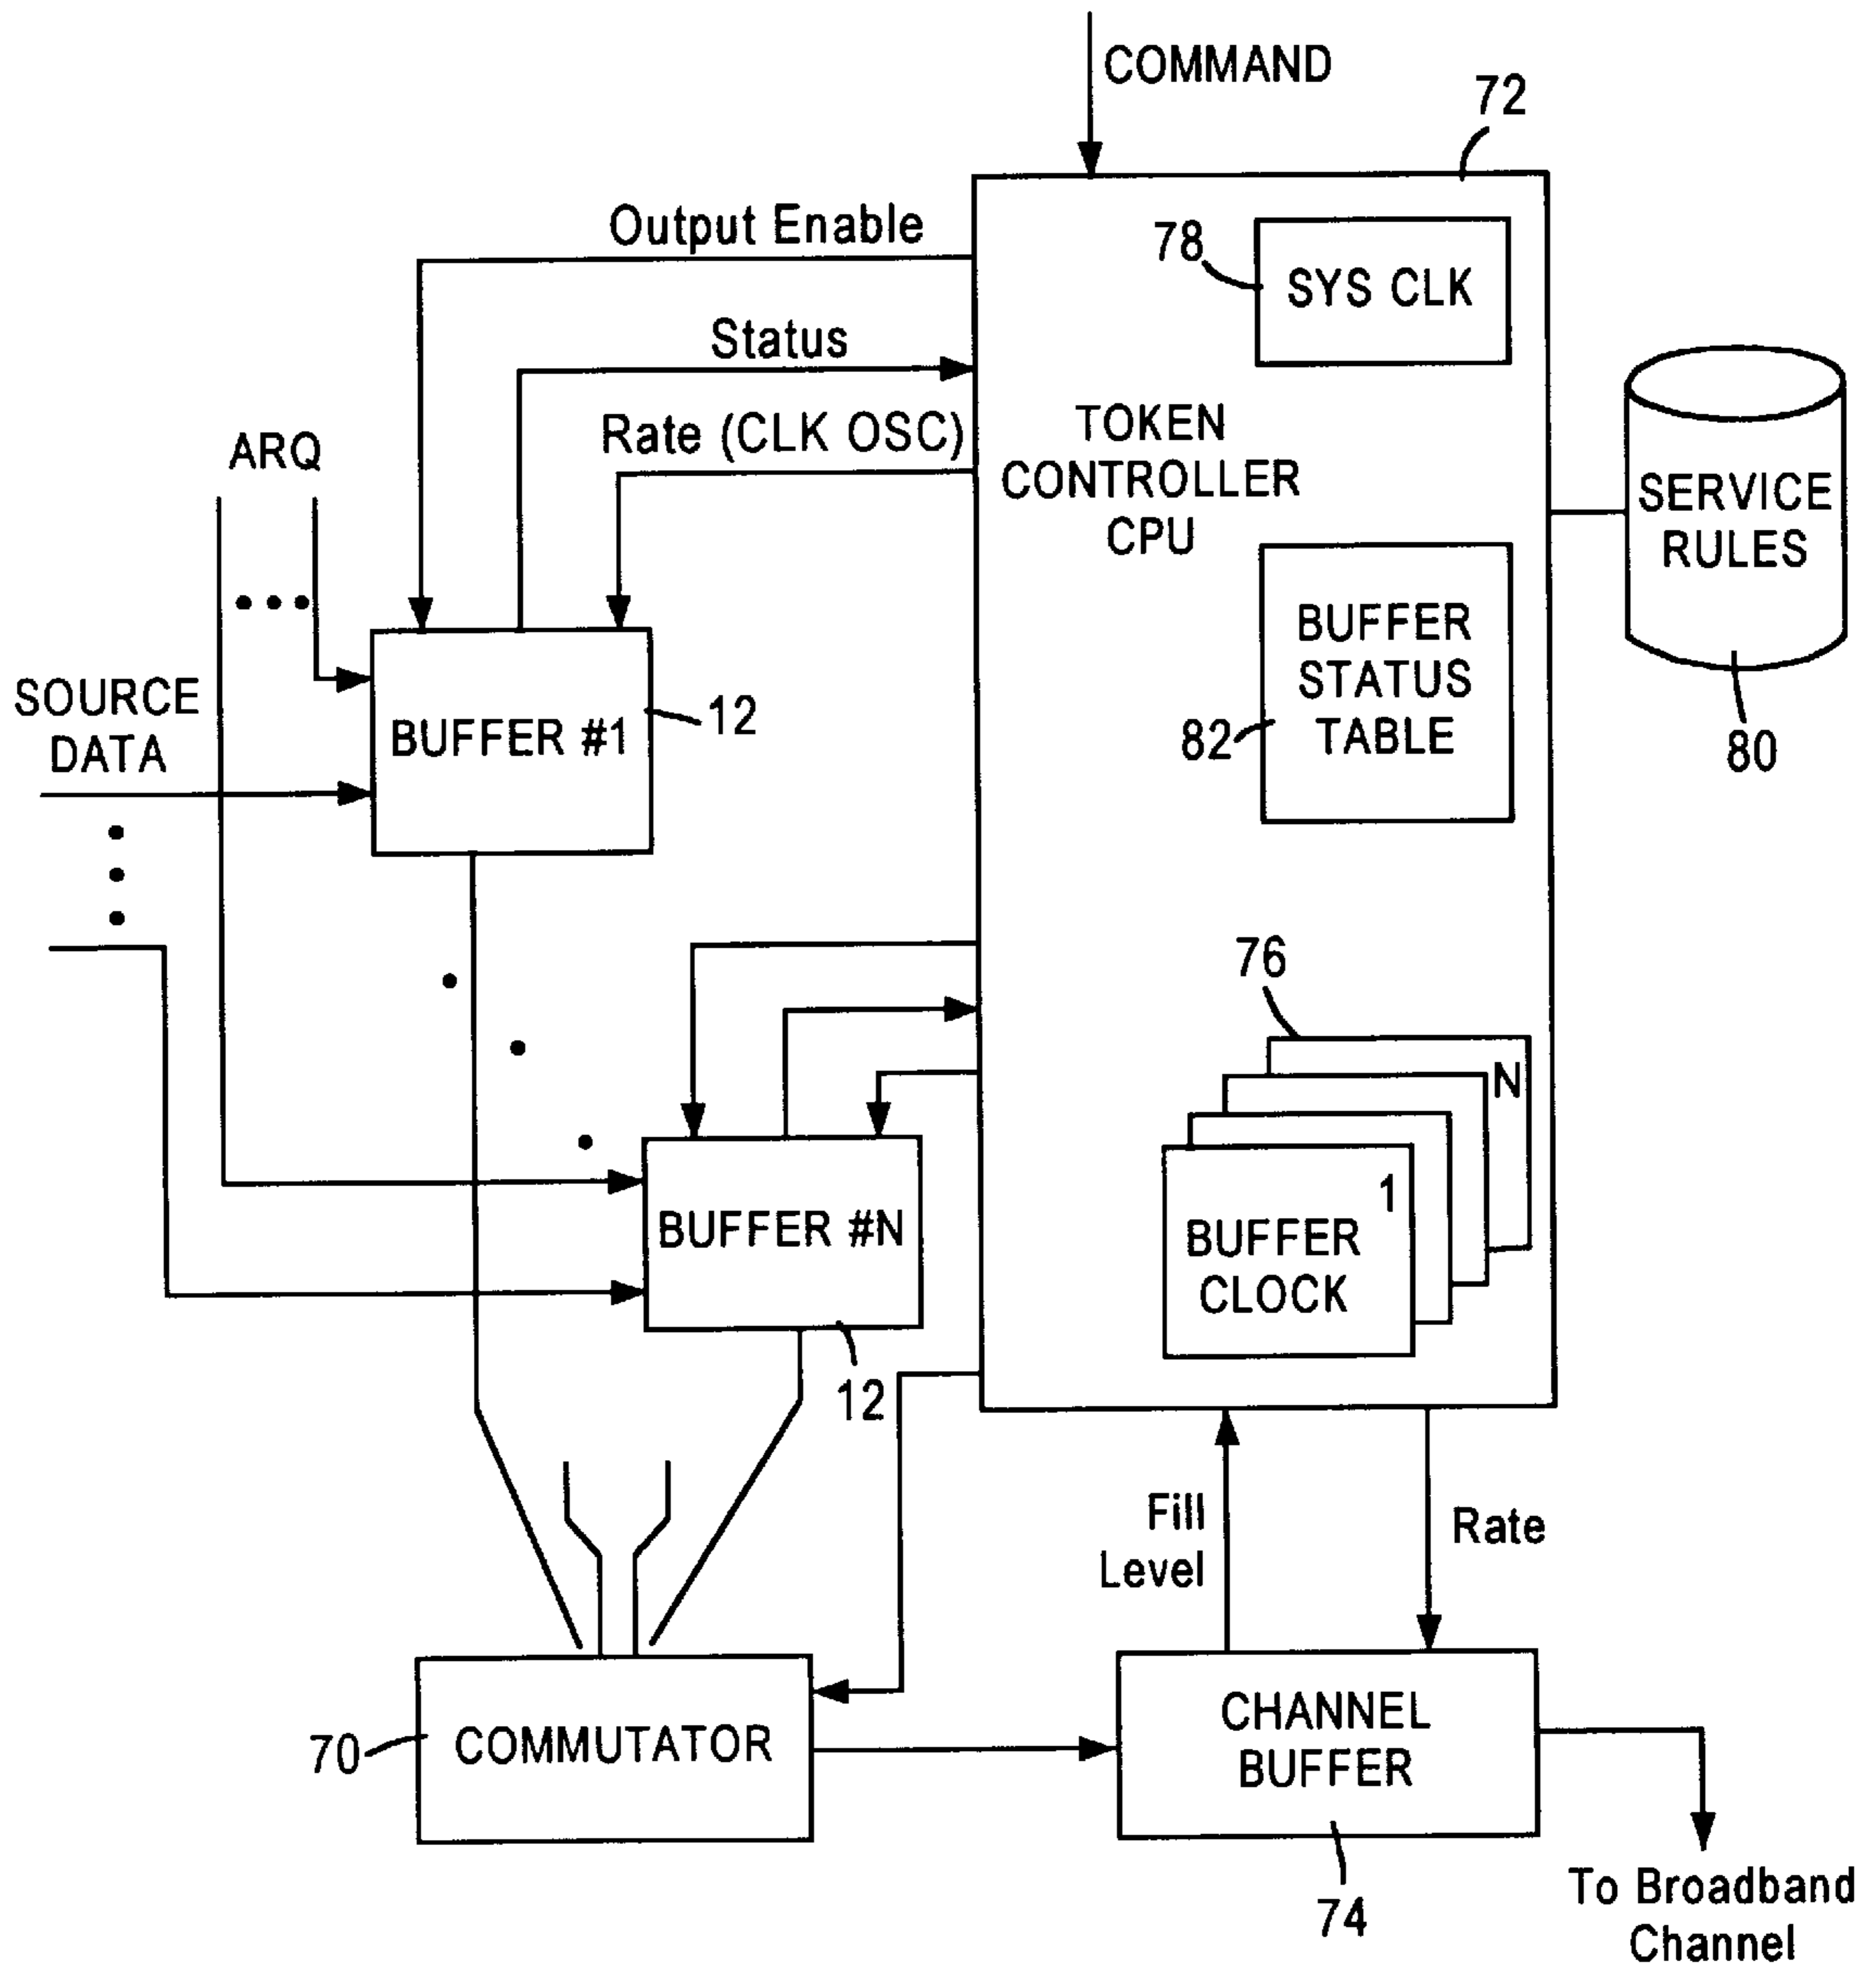 COMMAND
72
Output Enable
78
SYS CLK
Status
Rate (CLK OSC)
TOKEN
CONTROLLER
CPU
ARQ
SERVICE
RULES
BUFFER
STATUS
TABLE
82
80
SOURCE
DATA
BUFFER #1
12
76
N
1
BUFFER
CLOCK
BUFFER #N
12
Fill
Level
Rate
70
COMMUTATOR
CHANNEL
BUFFER
74
To Broadband
Channel